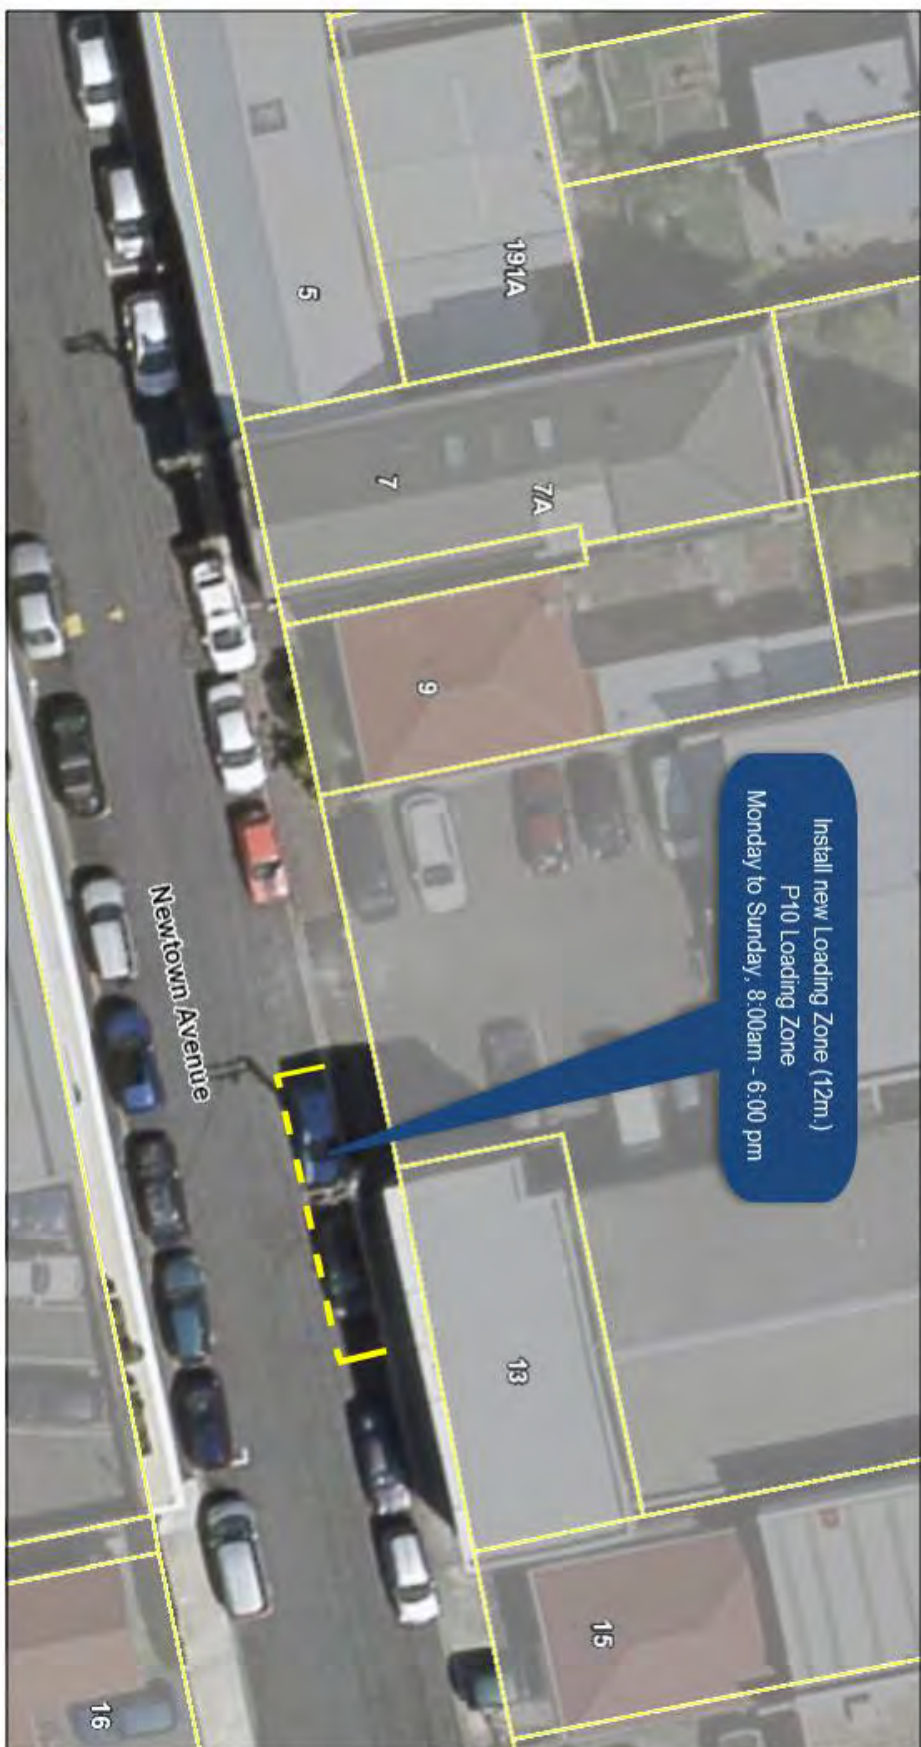 Install new Loading Zone (12m.)
P10 Loading Zone
Monday to Sunday, 8:00am - 6:00 pm
5
191A
7
7/A
9
Newtown Avenue
13
15
16